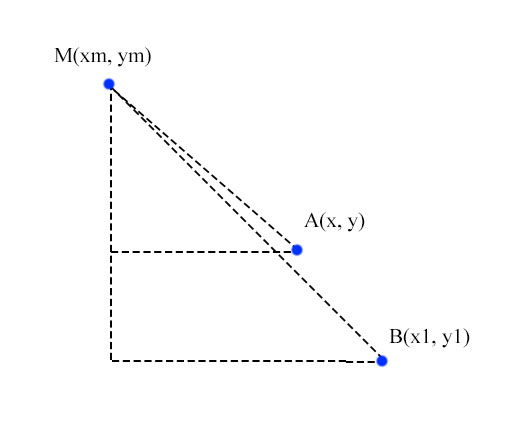 M(xm, ym)
A(x, y)
B(x1, y1)